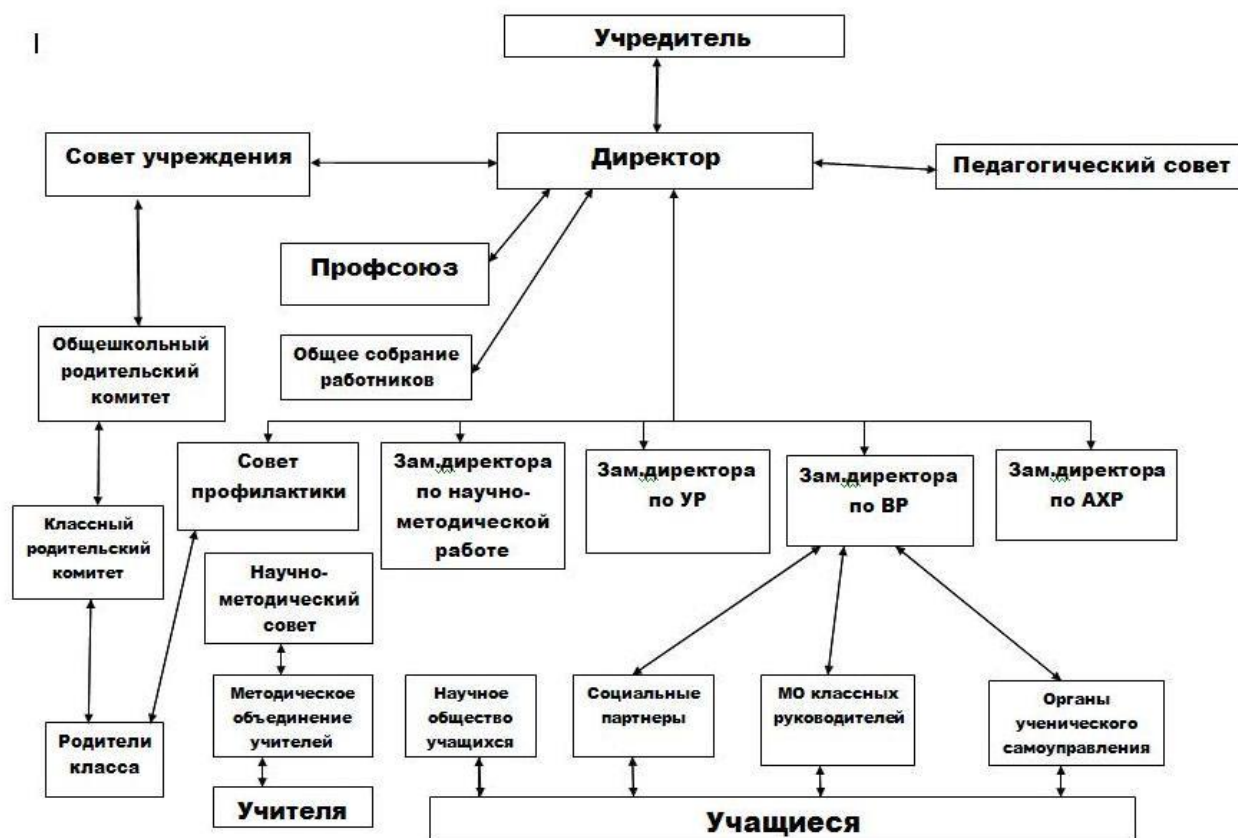 Учредитель
Совет учреждения
Директор
Педагогический совет
Профсоюз
Общее собрание
работников
Общешкольный
родительский
комитет
Совет
профилактики
Зам.директора
по научно-
методической
работе
Зам.директора
по УР
Зам.директора
по ВР
Зам.директора
по АХР
Классный
родительский
комитет
Научно-
методический
совет
Родители
класса
Методическое
объединение
учителей
Научное
общество
учащихся
Социальные
партнеры
МО классных
руководителей
Органы
ученического
самоуправления
Учителя
Учащиеся